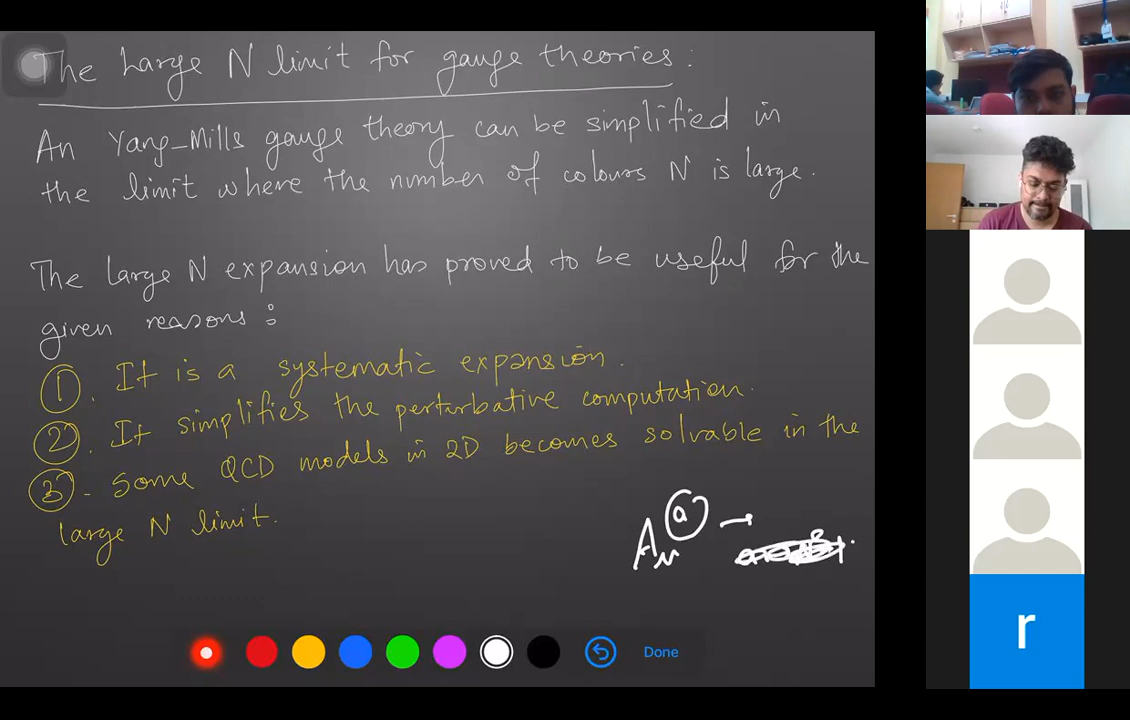 The Large N limit for gauge theories:
An Yang-Mills gauge theory can be simplified in
the limit where the number of colours N is large.
The large N expansion has proved to be useful for the
given reasons:
①. It is a systematic expansion.
②. It simplifies the perturbative computation.
③. Some QCD models in 2D becomes solvable in the
large N limit.
A^a_μ →
Done
r